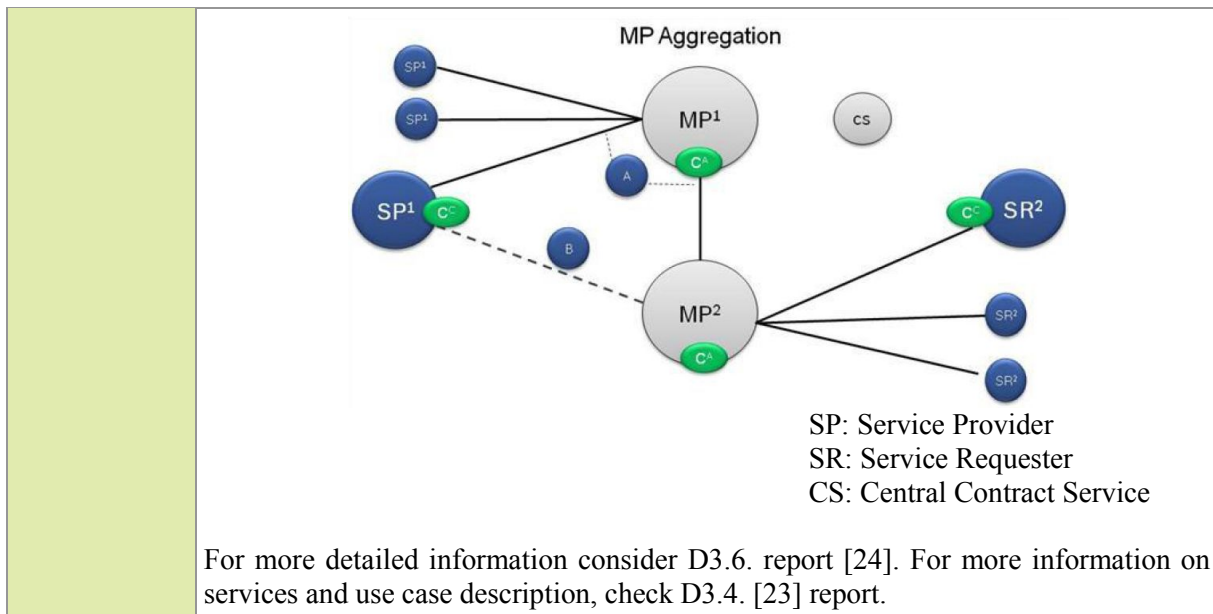 MP Aggregation
SP¹
SP¹
MP¹
cs
Cᴬ
A
SP¹
Cᶜ
Cᶜ
SR²
B
MP²
SR²
Cᴬ
SR²
SP: Service Provider
SR: Service Requester
CS: Central Contract Service
For more detailed information consider D3.6. report [24]. For more information on
services and use case description, check D3.4. [23] report.